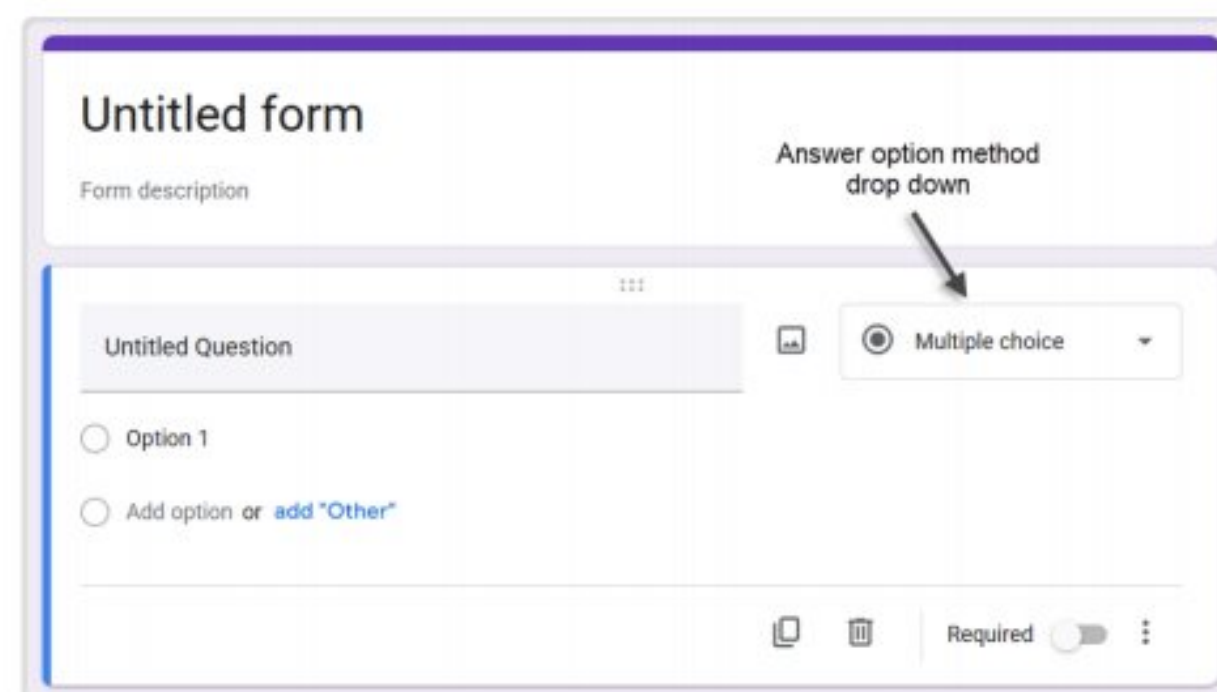 Untitled form
Form description
Answer option method
drop down
Untitled Question
Multiple choice
Option 1
Add option or add "Other"
Required